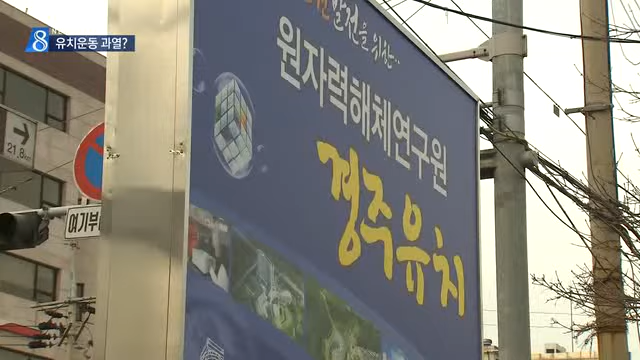 8 유치운동 과열?
발전을 위한..
원자력해체연구원
경주유치
21.8
여기부
8